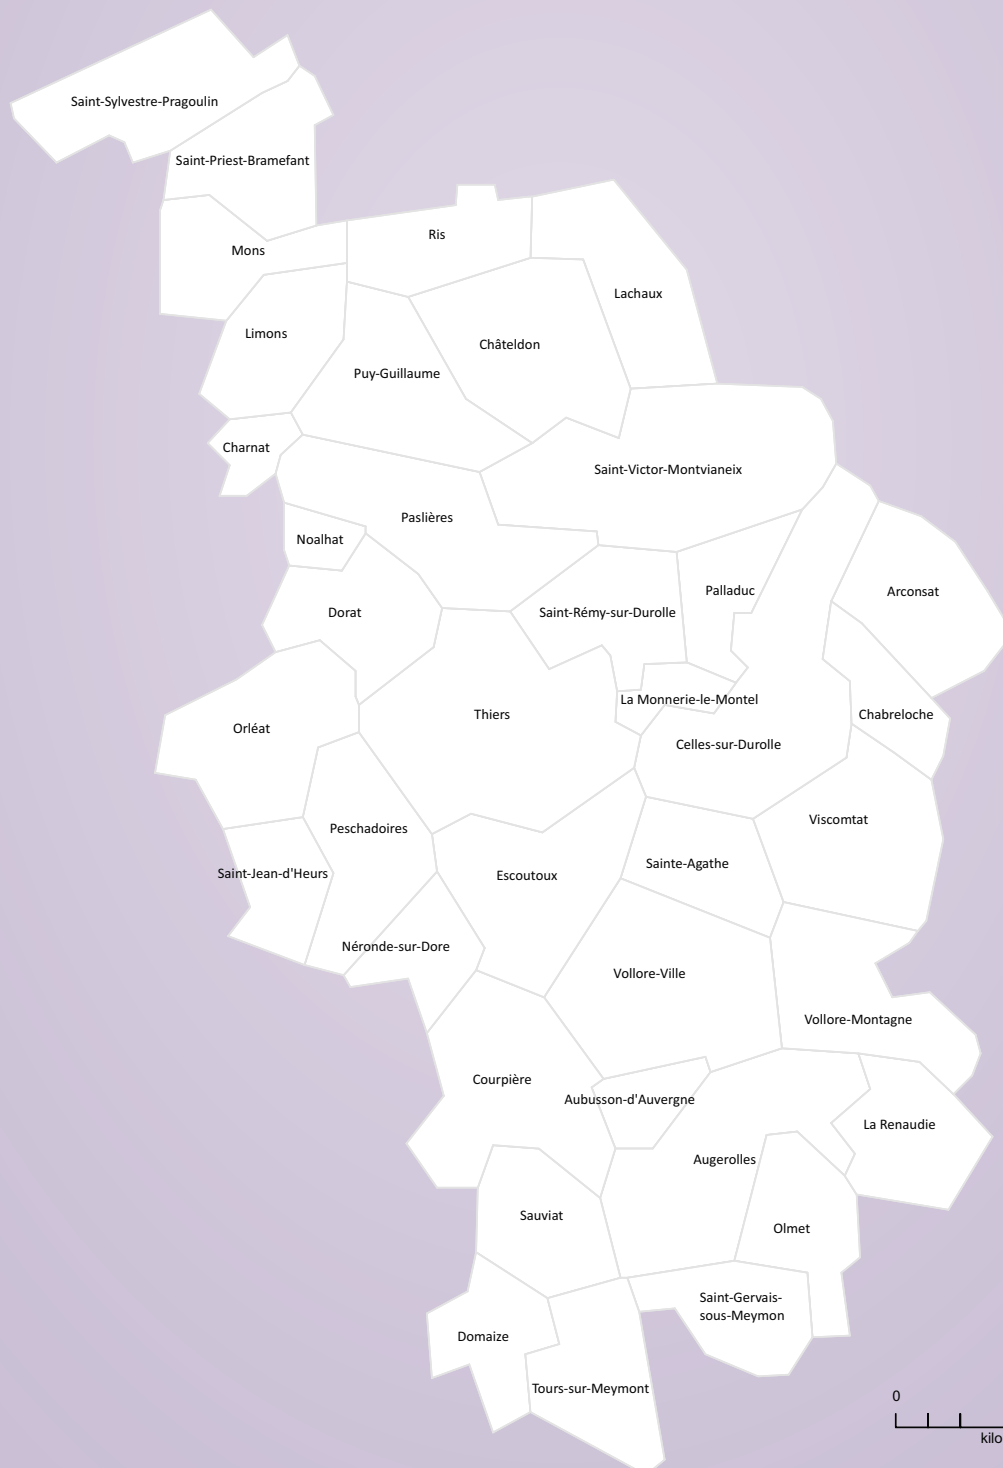 Saint-Sylvestre-Pragoulin
Saint-Priest-Bramefant
Ris
Mons
Lachaux
Limons
Châteldon
Puy-Guillaume
Charnat
Saint-Victor-Montvianeix
Paslières
Noalhat
Palladuc
Arconsat
Dorat
Saint-Rémy-sur-Durolle
La Monnerie-le-Montel
Thiers
Chabreloche
Orléat
Celles-sur-Durolle
Viscomtat
Peschadoires
Sainte-Agathe
Saint-Jean-d'Heurs
Escoutoux
Néronde-sur-Dore
Vollore-Ville
Vollore-Montagne
Courpière
Aubusson-d'Auvergne
La Renaudie
Augerolles
Sauviat
Olmet
Saint-Gervais-
sous-Meymon
Domaize
Tours-sur-Meymont
0
kilo